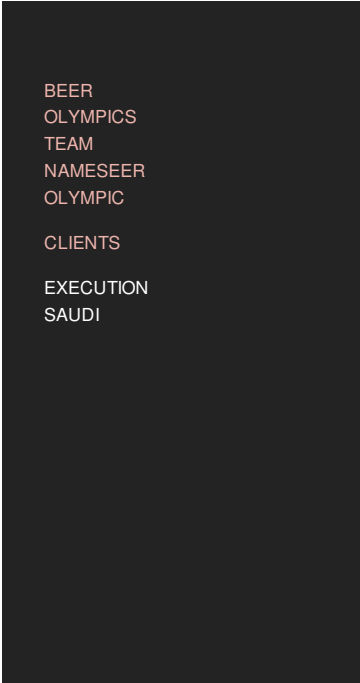 BEER
OLYMPICS
TEAM
NAMESEER
OLYMPIC
CLIENTS
EXECUTION
SAUDI